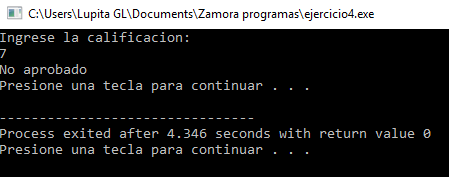 C:\Users\Lupita GL\Documents\Zamora programas\ejercicio4.exe
Ingrese la calificacion:
7
No aprobado
Presione una tecla para continuar . . .
--------------------------------
Process exited after 4.346 seconds with return value 0
Presione una tecla para continuar . . .